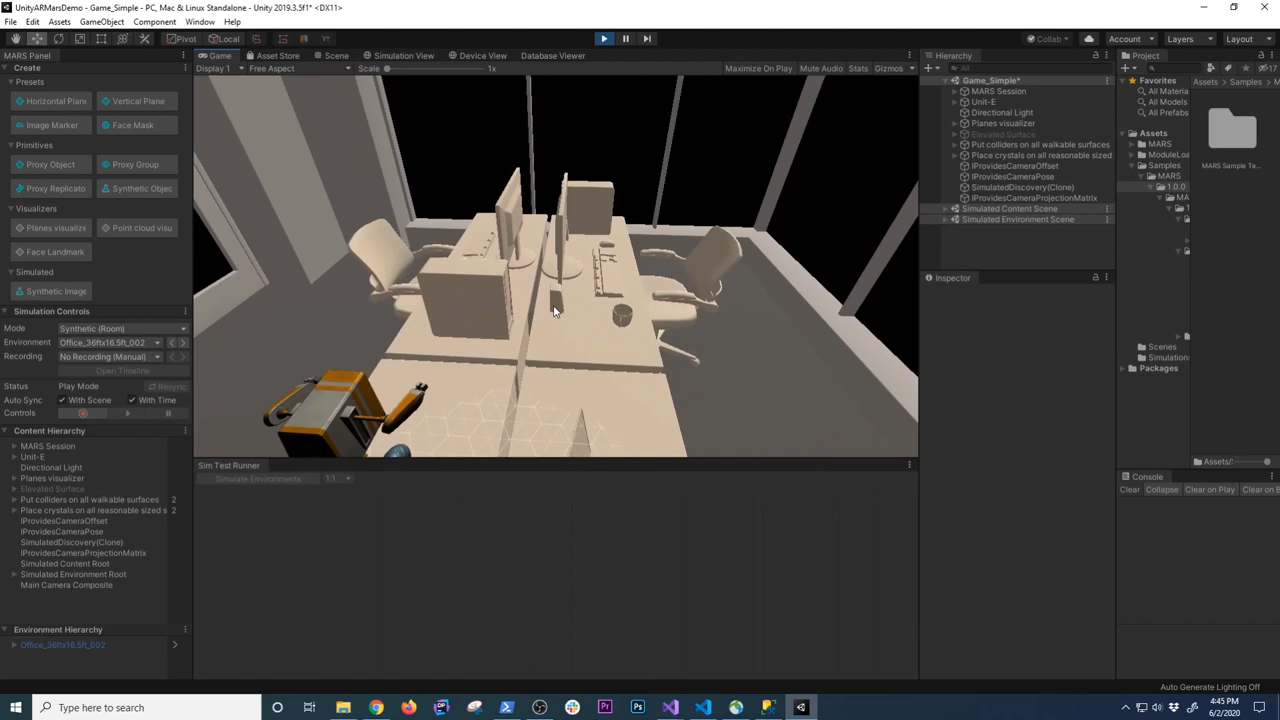 UnityARMarsDemo - Game_Simple - PC, Mac & Linux Standalone - Unity 2019.3.5f1* <DX11>
File Edit Assets GameObject Component Window Help
Pivot Local Collab Account Layers Layout
MARS Panel
Create
Presets
Horizontal Plane Vertical Plane
Image Marker Face Mask
Primitives
Proxy Object Proxy Group
Proxy Replicato Synthetic Objec
Visualizers
Planes visualize Point cloud visu
Face Landmark
Simulated
Synthetic Image
Simulation Controls
Mode Synthetic (Room)
Environment Office_36ftx16.5ft_002
Recording No Recording (Manual)
Open Timeline
Status Play Mode Resync
Auto Sync With Scene With Time
Controls
Content Hierarchy
MARS Session
Unit-E
Directional Light
Planes visualizer
Elevated Surface
Put colliders on all walkable surfaces 2
Place crystals on all reasonable sized s 2
IProvidesCameraOffset
IProvidesCameraPose
SimulatedDiscovery(Clone)
IProvidesCameraProjectionMatrix
Simulated Content Root
Simulated Environment Root
Main Camera Composite
Environment Hierarchy
Office_36ftx16.5ft_002
Game Asset Store Scene Simulation View Device View Database Viewer
Display 1 Free Aspect Scale 1x Maximize On Play Mute Audio Stats Gizmos
Sim Test Runner
Simulate Environments 1:1
Hierarchy
All
Game_Simple*
MARS Session
Unit-E
Directional Light
Planes visualizer
Elevated Surface
Put colliders on all walkable surfaces
Place crystals on all reasonable sized
IProvidesCameraOffset
IProvidesCameraPose
SimulatedDiscovery(Clone)
IProvidesCameraProjectionMatrix
Simulated Content Scene
Simulated Environment Scene
Inspector
Project
17
Favorites
All Materia
All Models
All Prefabs
Assets
MARS
ModuleLoa
Samples
MARS
1.0.0
MA
Scenes
Simulation
Packages
Assets > Samples > M
MARS Sample Te...
Assets/
Console
Clear Collapse Clear on Play Clear on B
Auto Generate Lighting Off
Type here to search
4:45 PM
6/2/2020